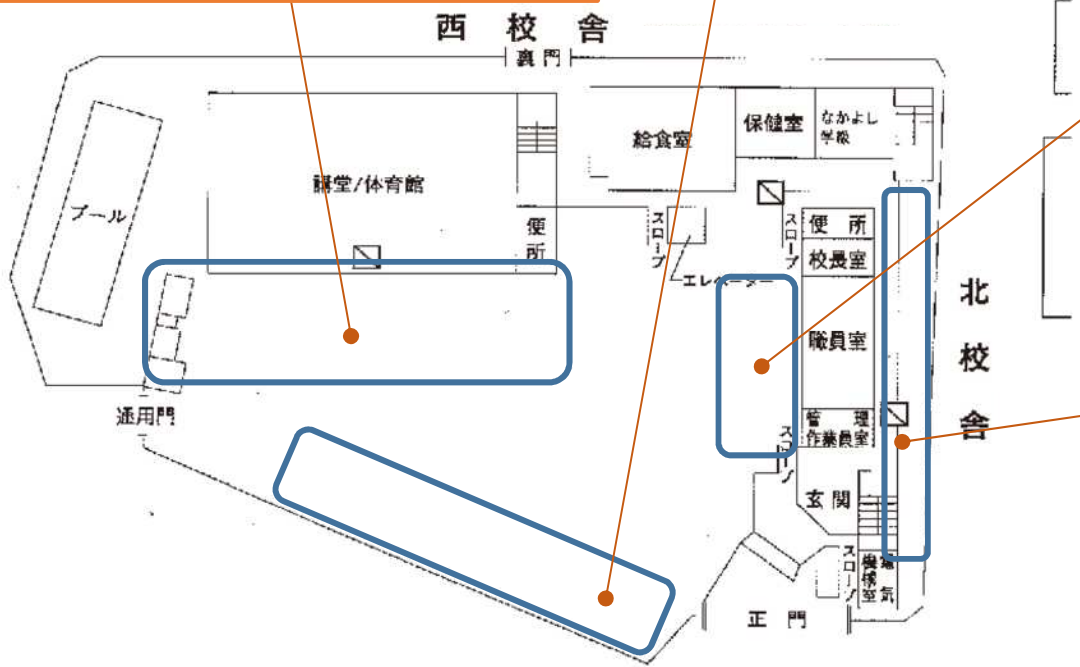 西校舎
裏門
プール
講堂/体育館
便所
給食室
保健室
なかよし
学級
スロープ
エレベーター
スロープ
便所
校長室
職員室
管理
作業員室
スロープ
玄関
北校舎
通用門
スロープ
電気
機械室
正門